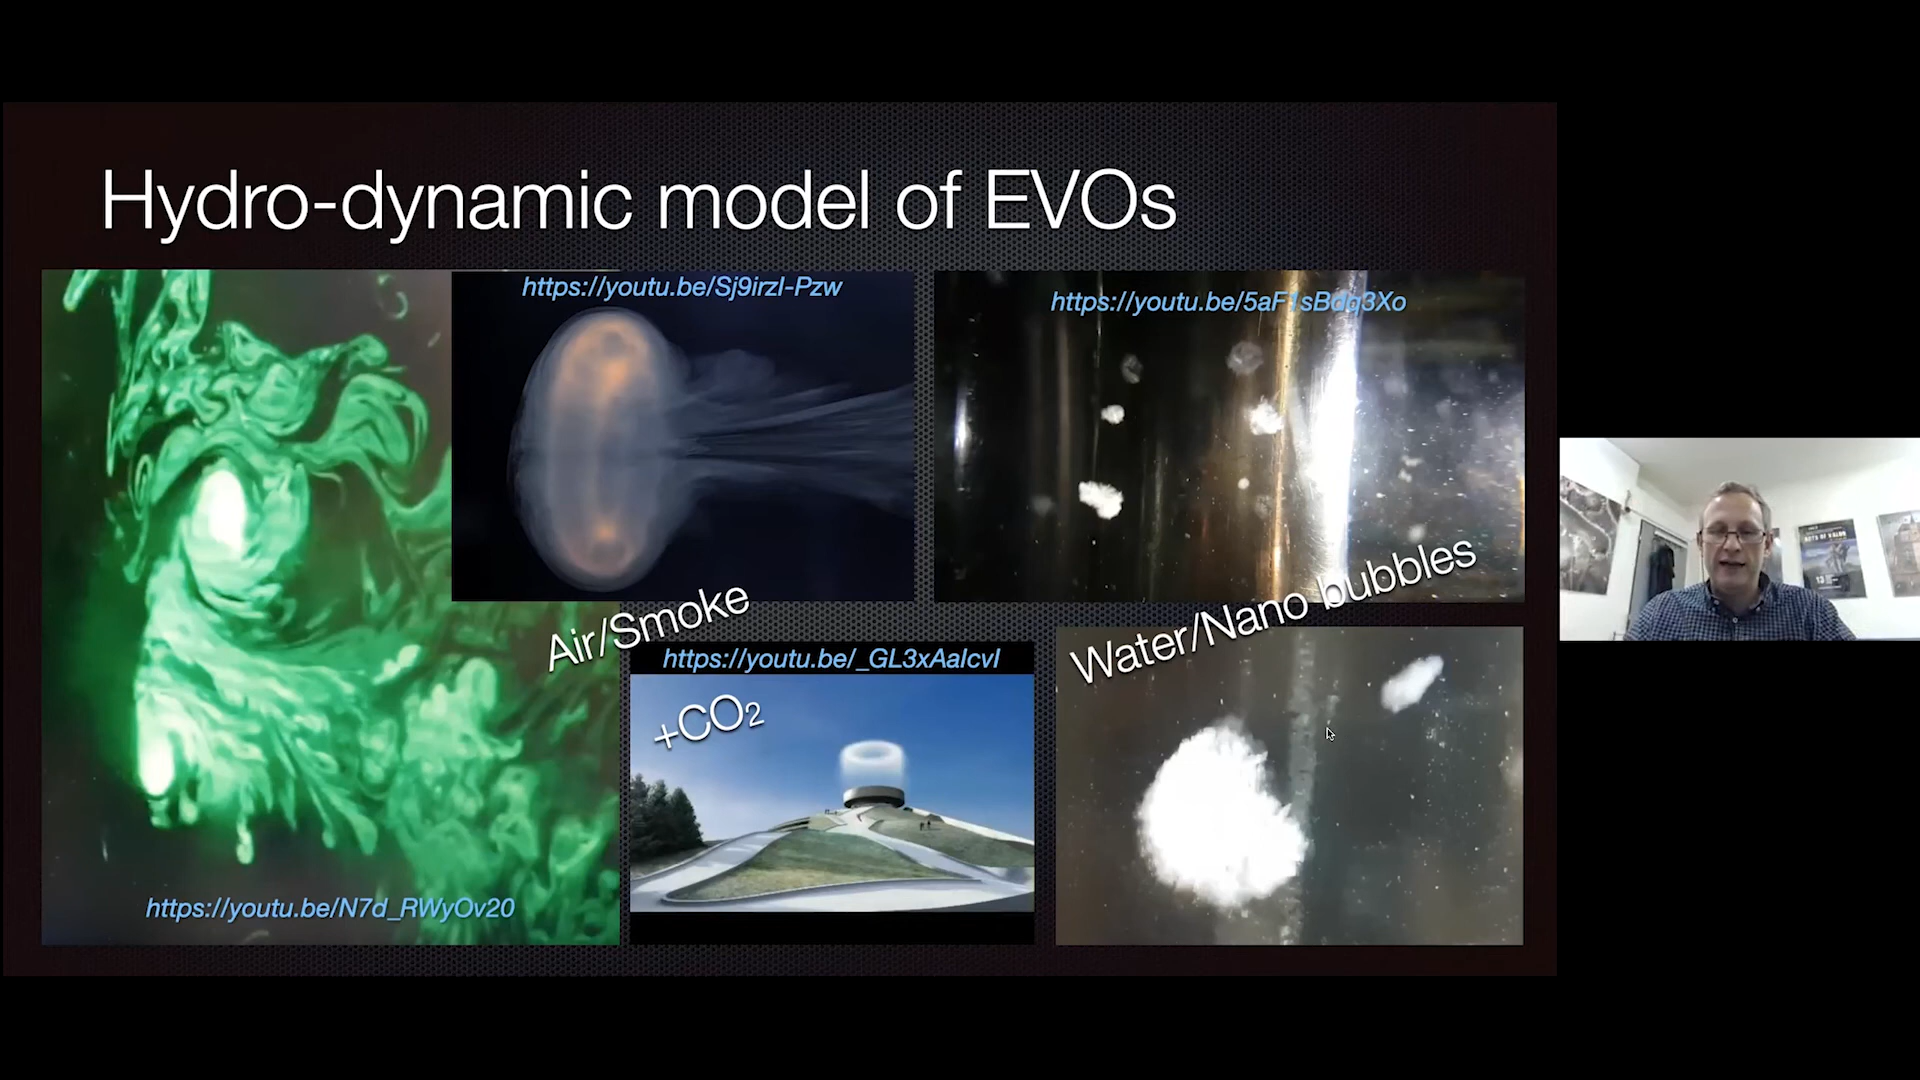 Hydro-dynamic model of EVOs
https://youtu.be/Sj9irzI-Pzw
https://youtu.be/5aF1sBdq3Xo
Air/Smoke
Water/Nano bubbles
https://youtu.be/_GL3xAaIcvI
+CO₂
https://youtu.be/N7d_RWyOv20